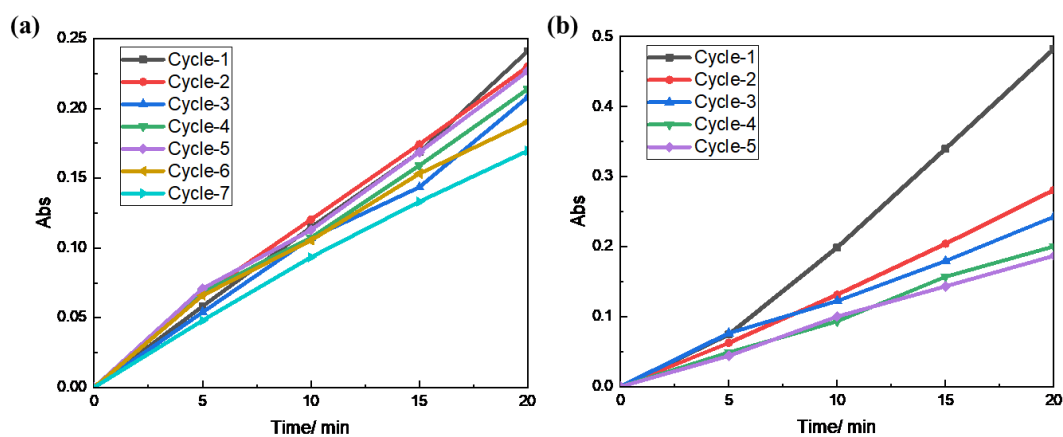 (a)
0.25
0.20
0.15
0.10
0.05
0.00
Abs
Cycle-1
Cycle-2
Cycle-3
Cycle-4
Cycle-5
Cycle-6
Cycle-7
0 5 10 15 20
Time/ min
(b)
0.5
0.4
0.3
0.2
0.1
0.0
Abs
Cycle-1
Cycle-2
Cycle-3
Cycle-4
Cycle-5
0 5 10 15 20
Time/ min